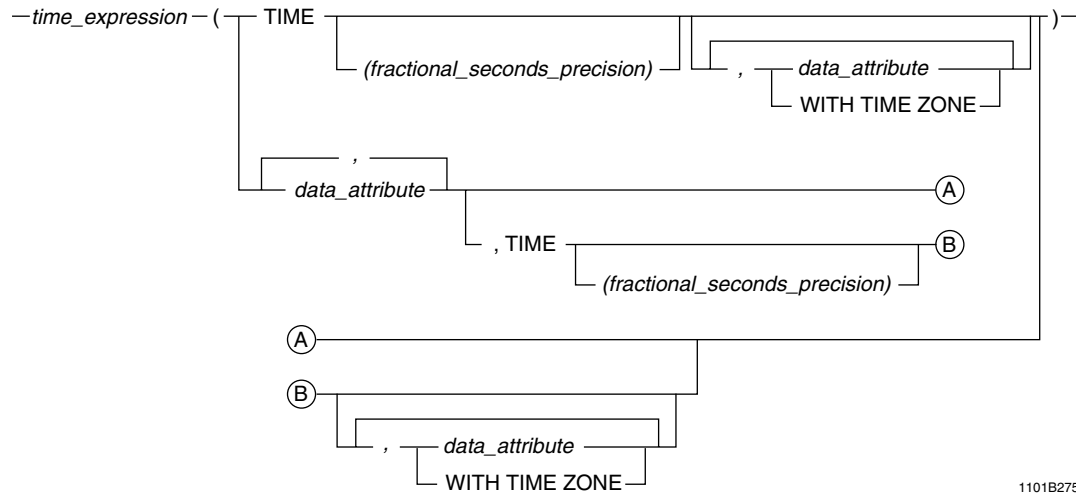 time_expression ( TIME )
(fractional_seconds_precision) , data_attribute
WITH TIME ZONE
,
data_attribute A
, TIME B
(fractional_seconds_precision)
A
B
, data_attribute
WITH TIME ZONE
1101B275